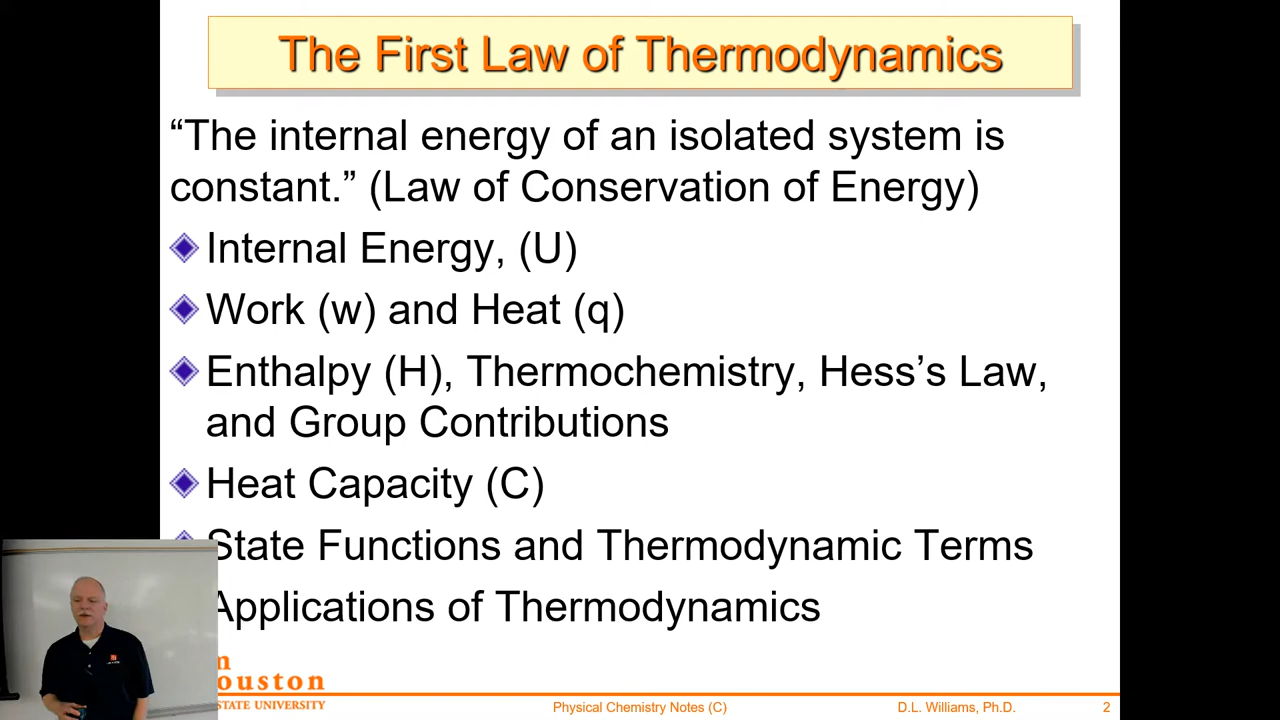 The First Law of Thermodynamics
“The internal energy of an isolated system is
constant.” (Law of Conservation of Energy)
Internal Energy, (U)
Work (w) and Heat (q)
Enthalpy (H), Thermochemistry, Hess’s Law,
and Group Contributions
Heat Capacity (C)
State Functions and Thermodynamic Terms
Applications of Thermodynamics
ouston
STATE UNIVERSITY
Physical Chemistry Notes (C)
D.L. Williams, Ph.D.
2